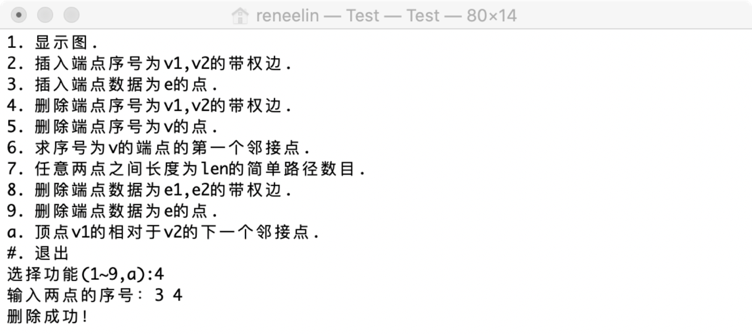 reneelin — Test — Test — 80×14
1. 显示图.
2. 插入端点序号为v1,v2的带权边.
3. 插入端点数据为e的点.
4. 删除端点序号为v1,v2的带权边.
5. 删除端点序号为v的点.
6. 求序号为v的端点的第一个邻接点.
7. 任意两点之间长度为len的简单路径数目.
8. 删除端点数据为e1,e2的带权边.
9. 删除端点数据为e的点.
a. 顶点v1的相对于v2的下一个邻接点.
#. 退出
选择功能(1~9,a):4
输入两点的序号: 3 4
删除成功!